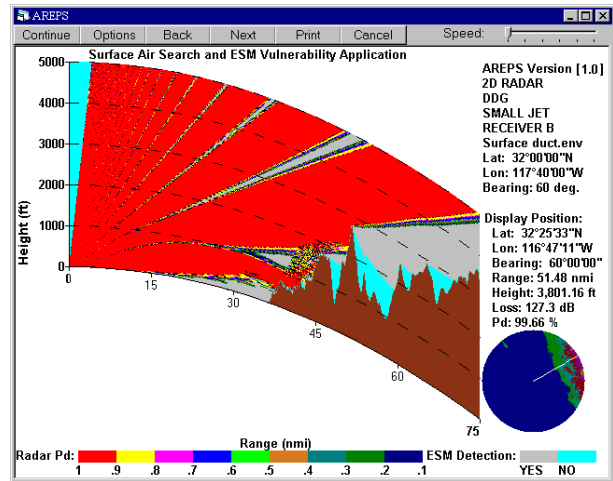 AREPS
Continue Options Back Next Print Cancel Speed:
Surface Air Search and ESM Vulnerability Application
5000
4000
3000
2000
1000
0
Height (ft)
0
15
30
45
60
75
Range (nmi)
AREPS Version [1.0]
2D RADAR
DDG
SMALL JET
RECEIVER B
Surface duct.env
Lat: 32°00'00"N
Lon: 117°40'00"W
Bearing: 60 deg.
Display Position:
Lat: 32°25'33"N
Lon: 116°47'11"W
Bearing: 60°00'00"
Range: 51.48 nmi
Height: 3,801.16 ft
Loss: 127.3 dB
Pd: 99.66 %
Radar Pd:
1 .9 .8 .7 .6 .5 .4 .3 .2 .1
ESM Detection:
YES NO